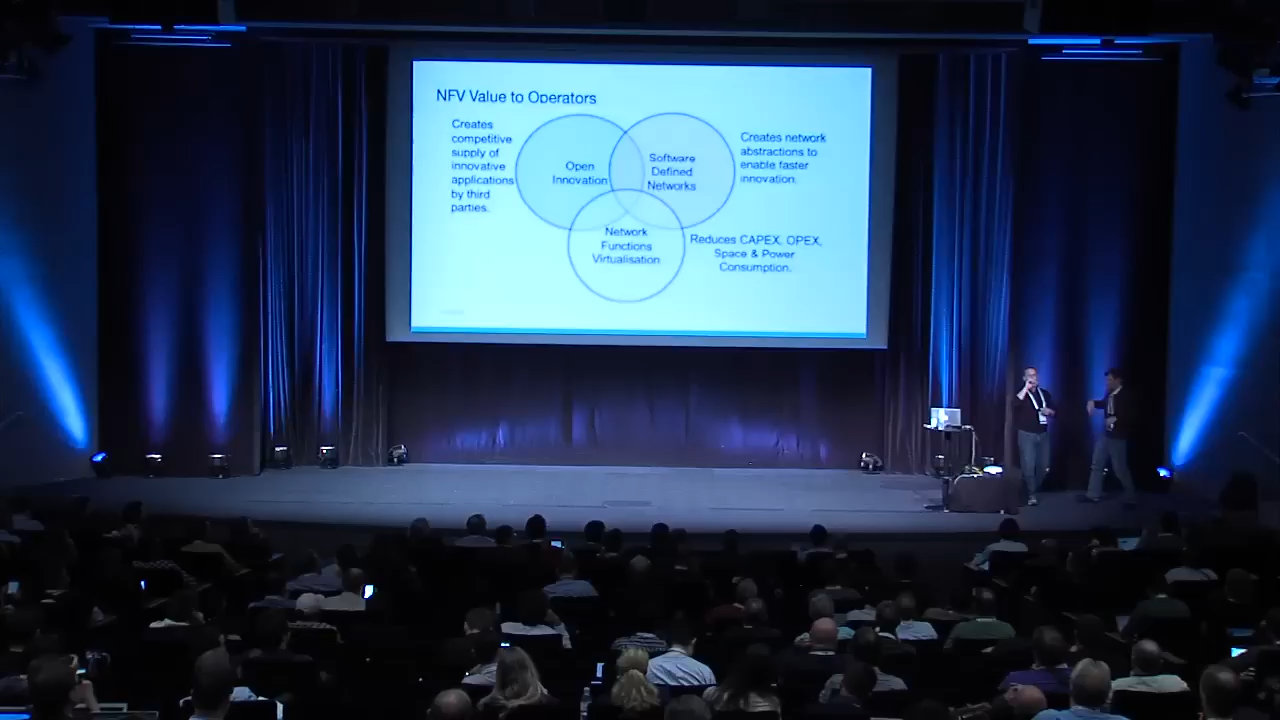 NFV Value to Operators
Creates
competitive
supply of
innovative
applications
by third
parties.
Open
Innovation
Software
Defined
Networks
Creates network
abstractions to
enable faster
innovation.
Network
Functions
Virtualisation
Reduces CAPEX, OPEX,
Space & Power
Consumption.